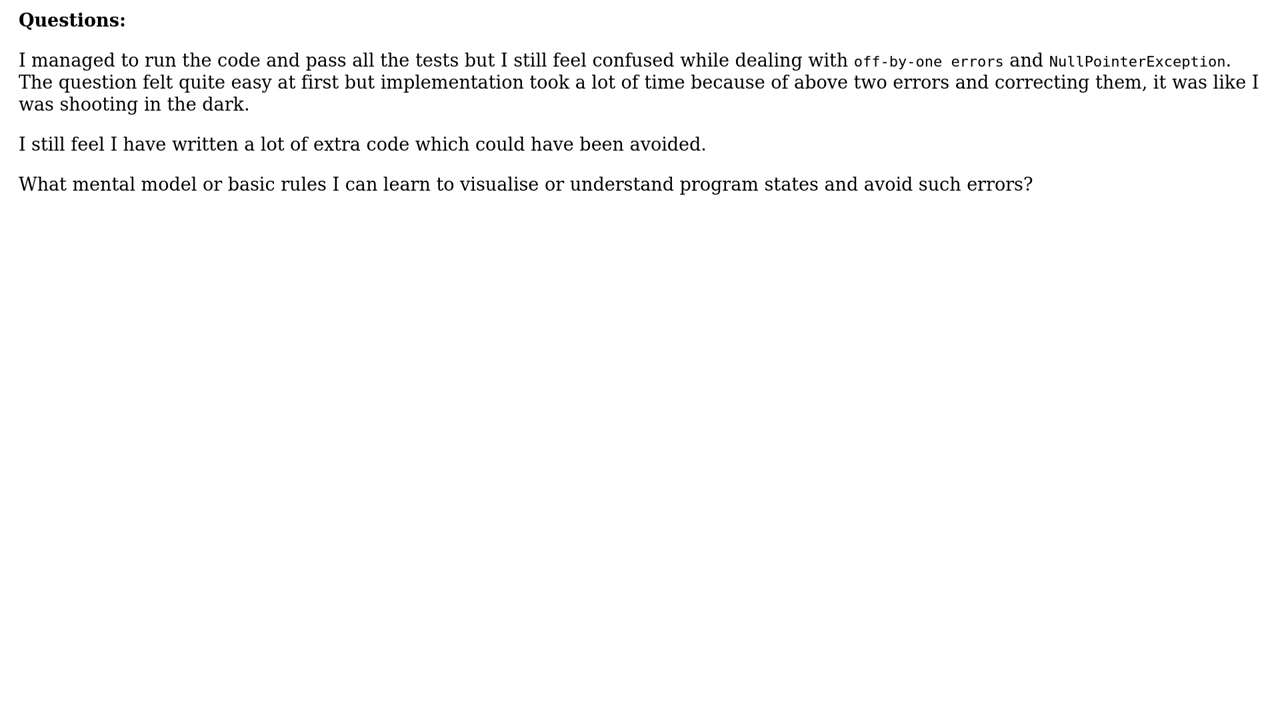 Questions:
I managed to run the code and pass all the tests but I still feel confused while dealing with off-by-one errors and NullPointerException.
The question felt quite easy at first but implementation took a lot of time because of above two errors and correcting them, it was like I
was shooting in the dark.
I still feel I have written a lot of extra code which could have been avoided.
What mental model or basic rules I can learn to visualise or understand program states and avoid such errors?